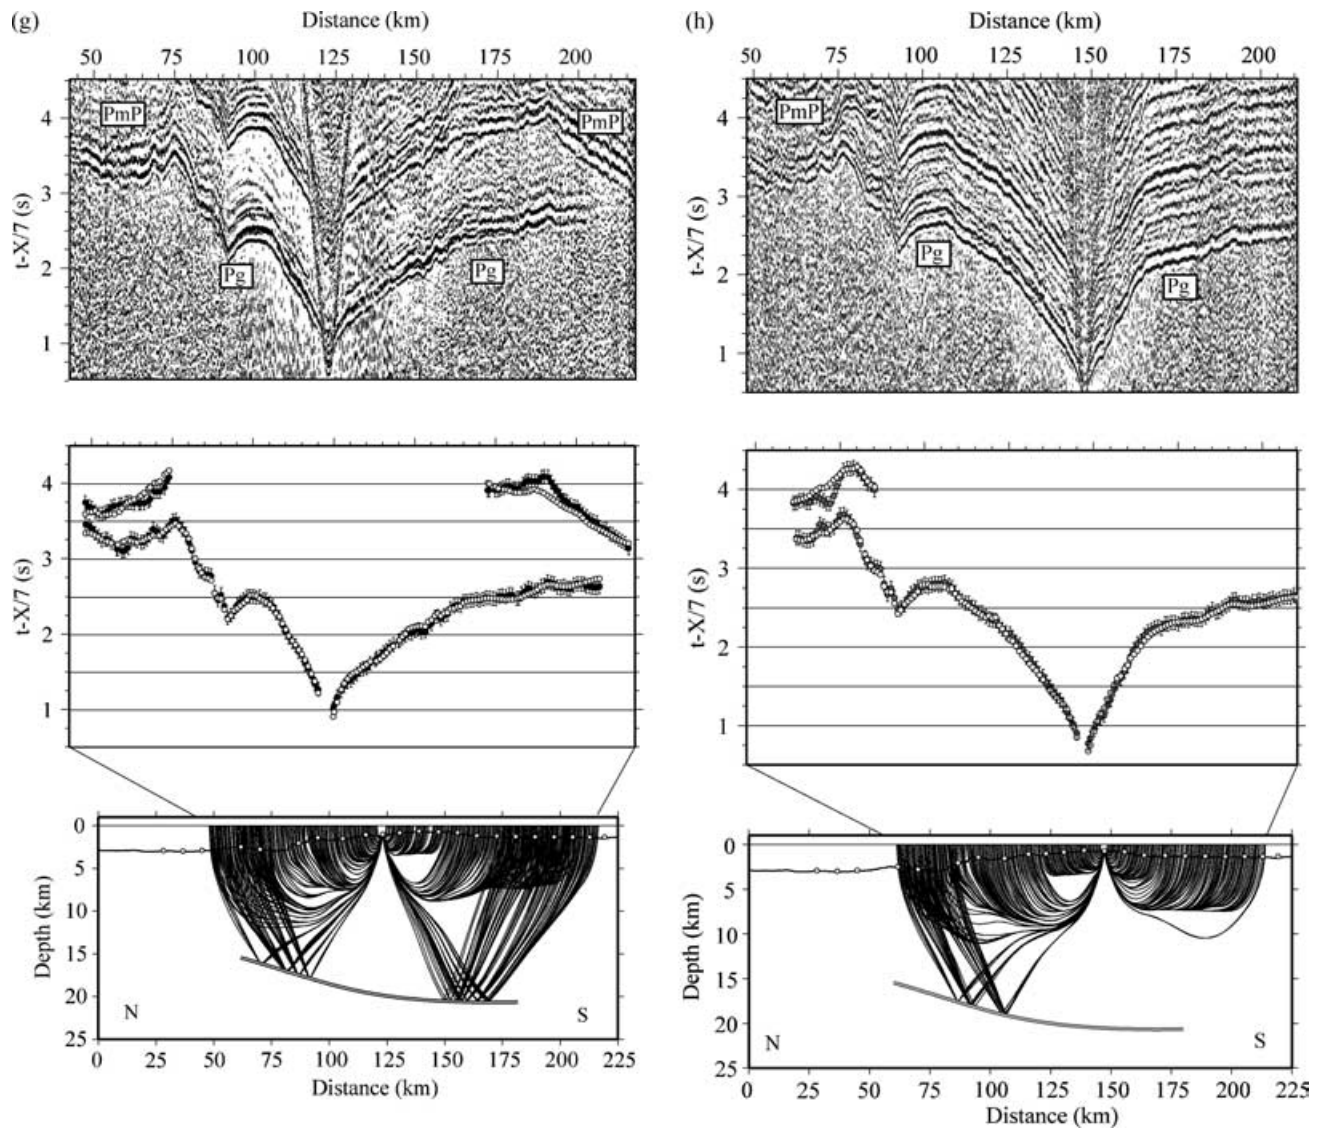 (g)
Distance (km)
50 75 100 125 150 175 200
PmP
PmP
Pg
Pg
t-X/7 (s)
4
3
2
1
t-X/7 (s)
4
3
2
1
Depth (km)
0
5
10
15
20
25
N
S
0 25 50 75 100 125 150 175 200 225
Distance (km)
(h)
Distance (km)
50 75 100 125 150 175 200
PmP
Pg
Pg
t-X/7 (s)
4
3
2
1
t-X/7 (s)
4
3
2
1
Depth (km)
0
5
10
15
20
25
N
S
0 25 50 75 100 125 150 175 200 225
Distance (km)